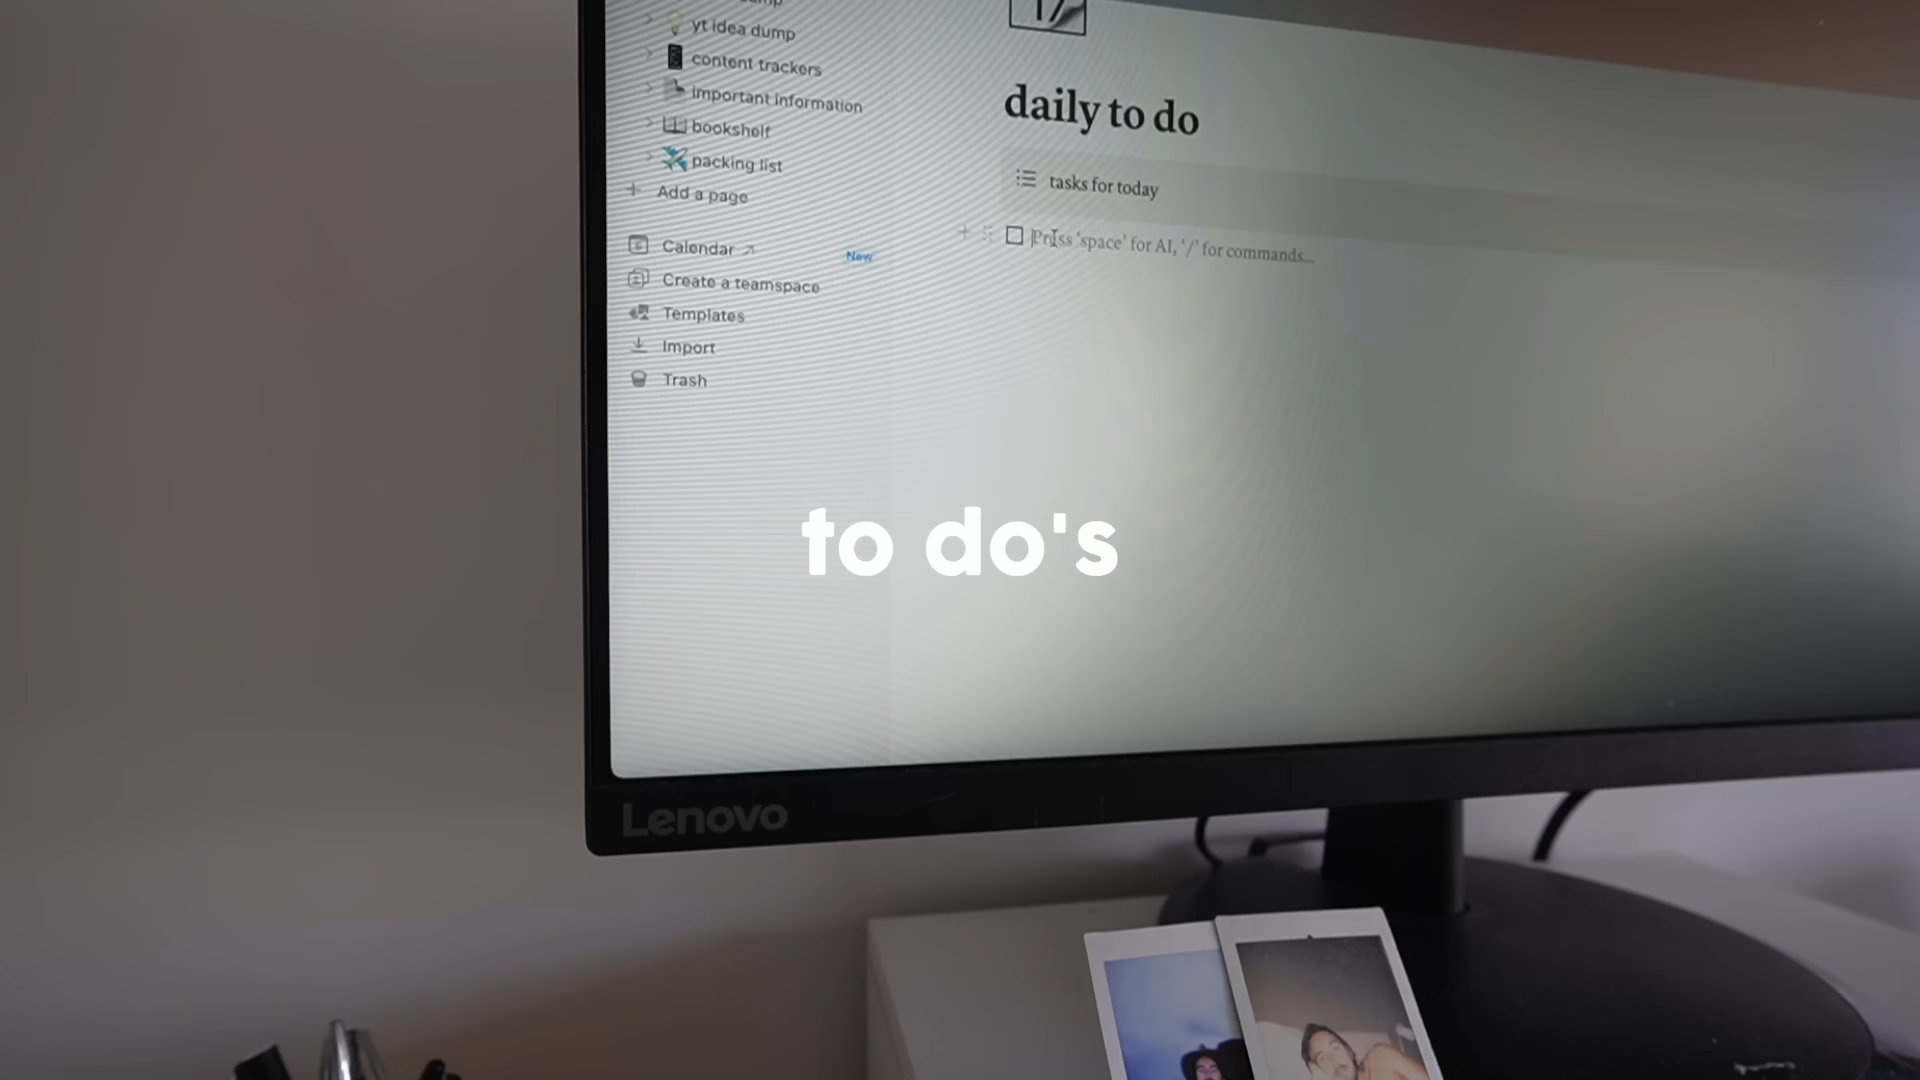 yt idea dump
content trackers
important information
bookshelf
packing list
Add a page
Calendar
New
Create a teamspace
Templates
Import
Trash
17
daily to do
tasks for today
Press 'space' for AI, '/' for commands...
to do's
Lenovo